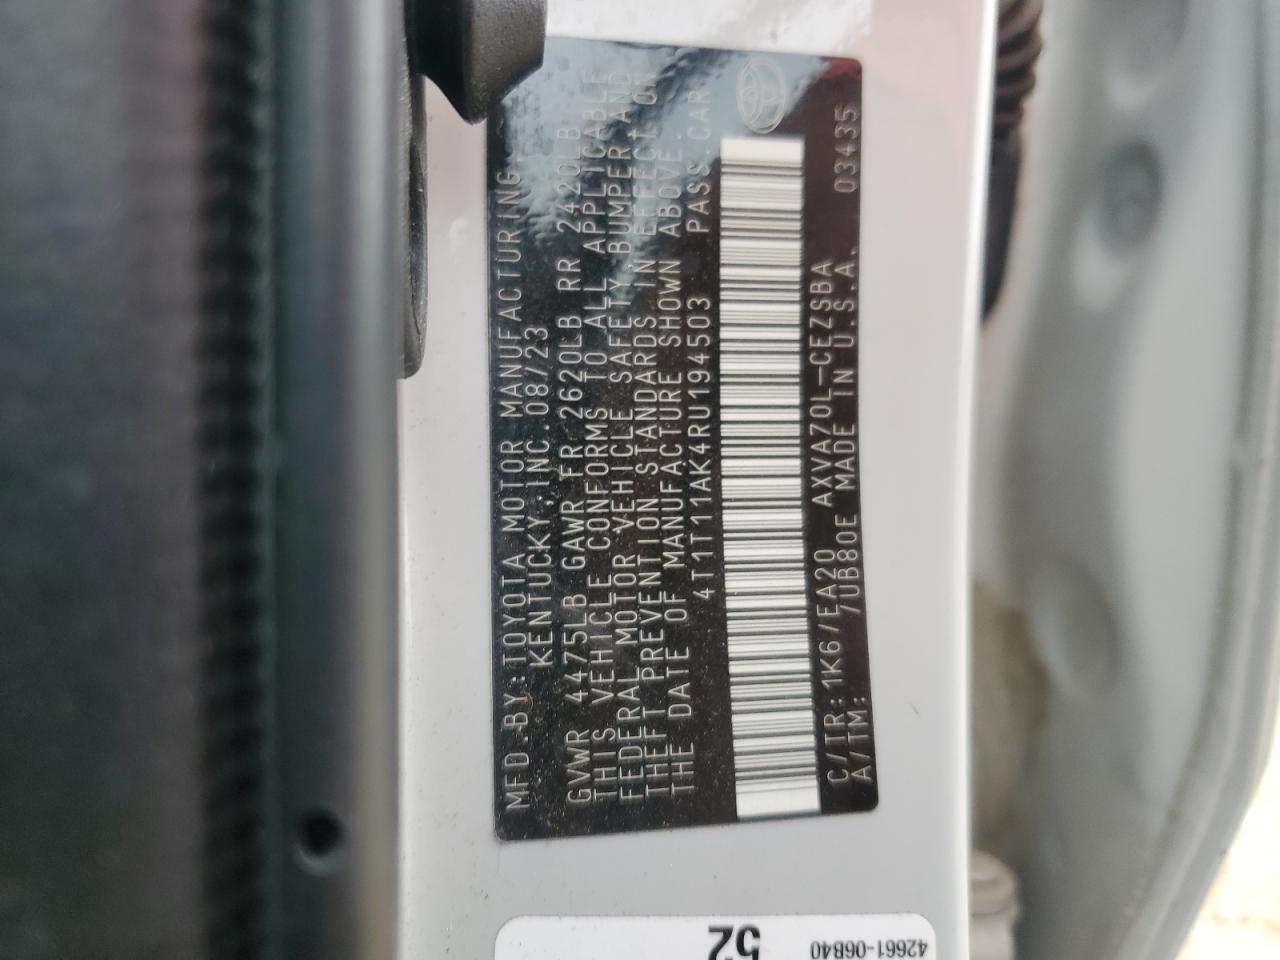 MFD.BY:TOYOTA MOTOR MANUFACTURING,
KENTUCKY,INC.08/23
GVWR 4475LB GAWR FR 2620LB RR 2420LB
THIS VEHICLE CONFORMS TO ALL APPLICABLE
FEDERAL MOTOR VEHICLE SAFETY,BUMPER,AND
THEFT PREVENTION STANDARDS IN EFFECT ON
THE DATE OF MANUFACTURE SHOWN ABOVE.
4T1T11AK4RU194503 PASS.CAR
C/TR:1K6/EA20 AXVA70L-CEZSBA 03435
A/TM: /UB80E MADE IN U.S.A.
52
42661-06B40